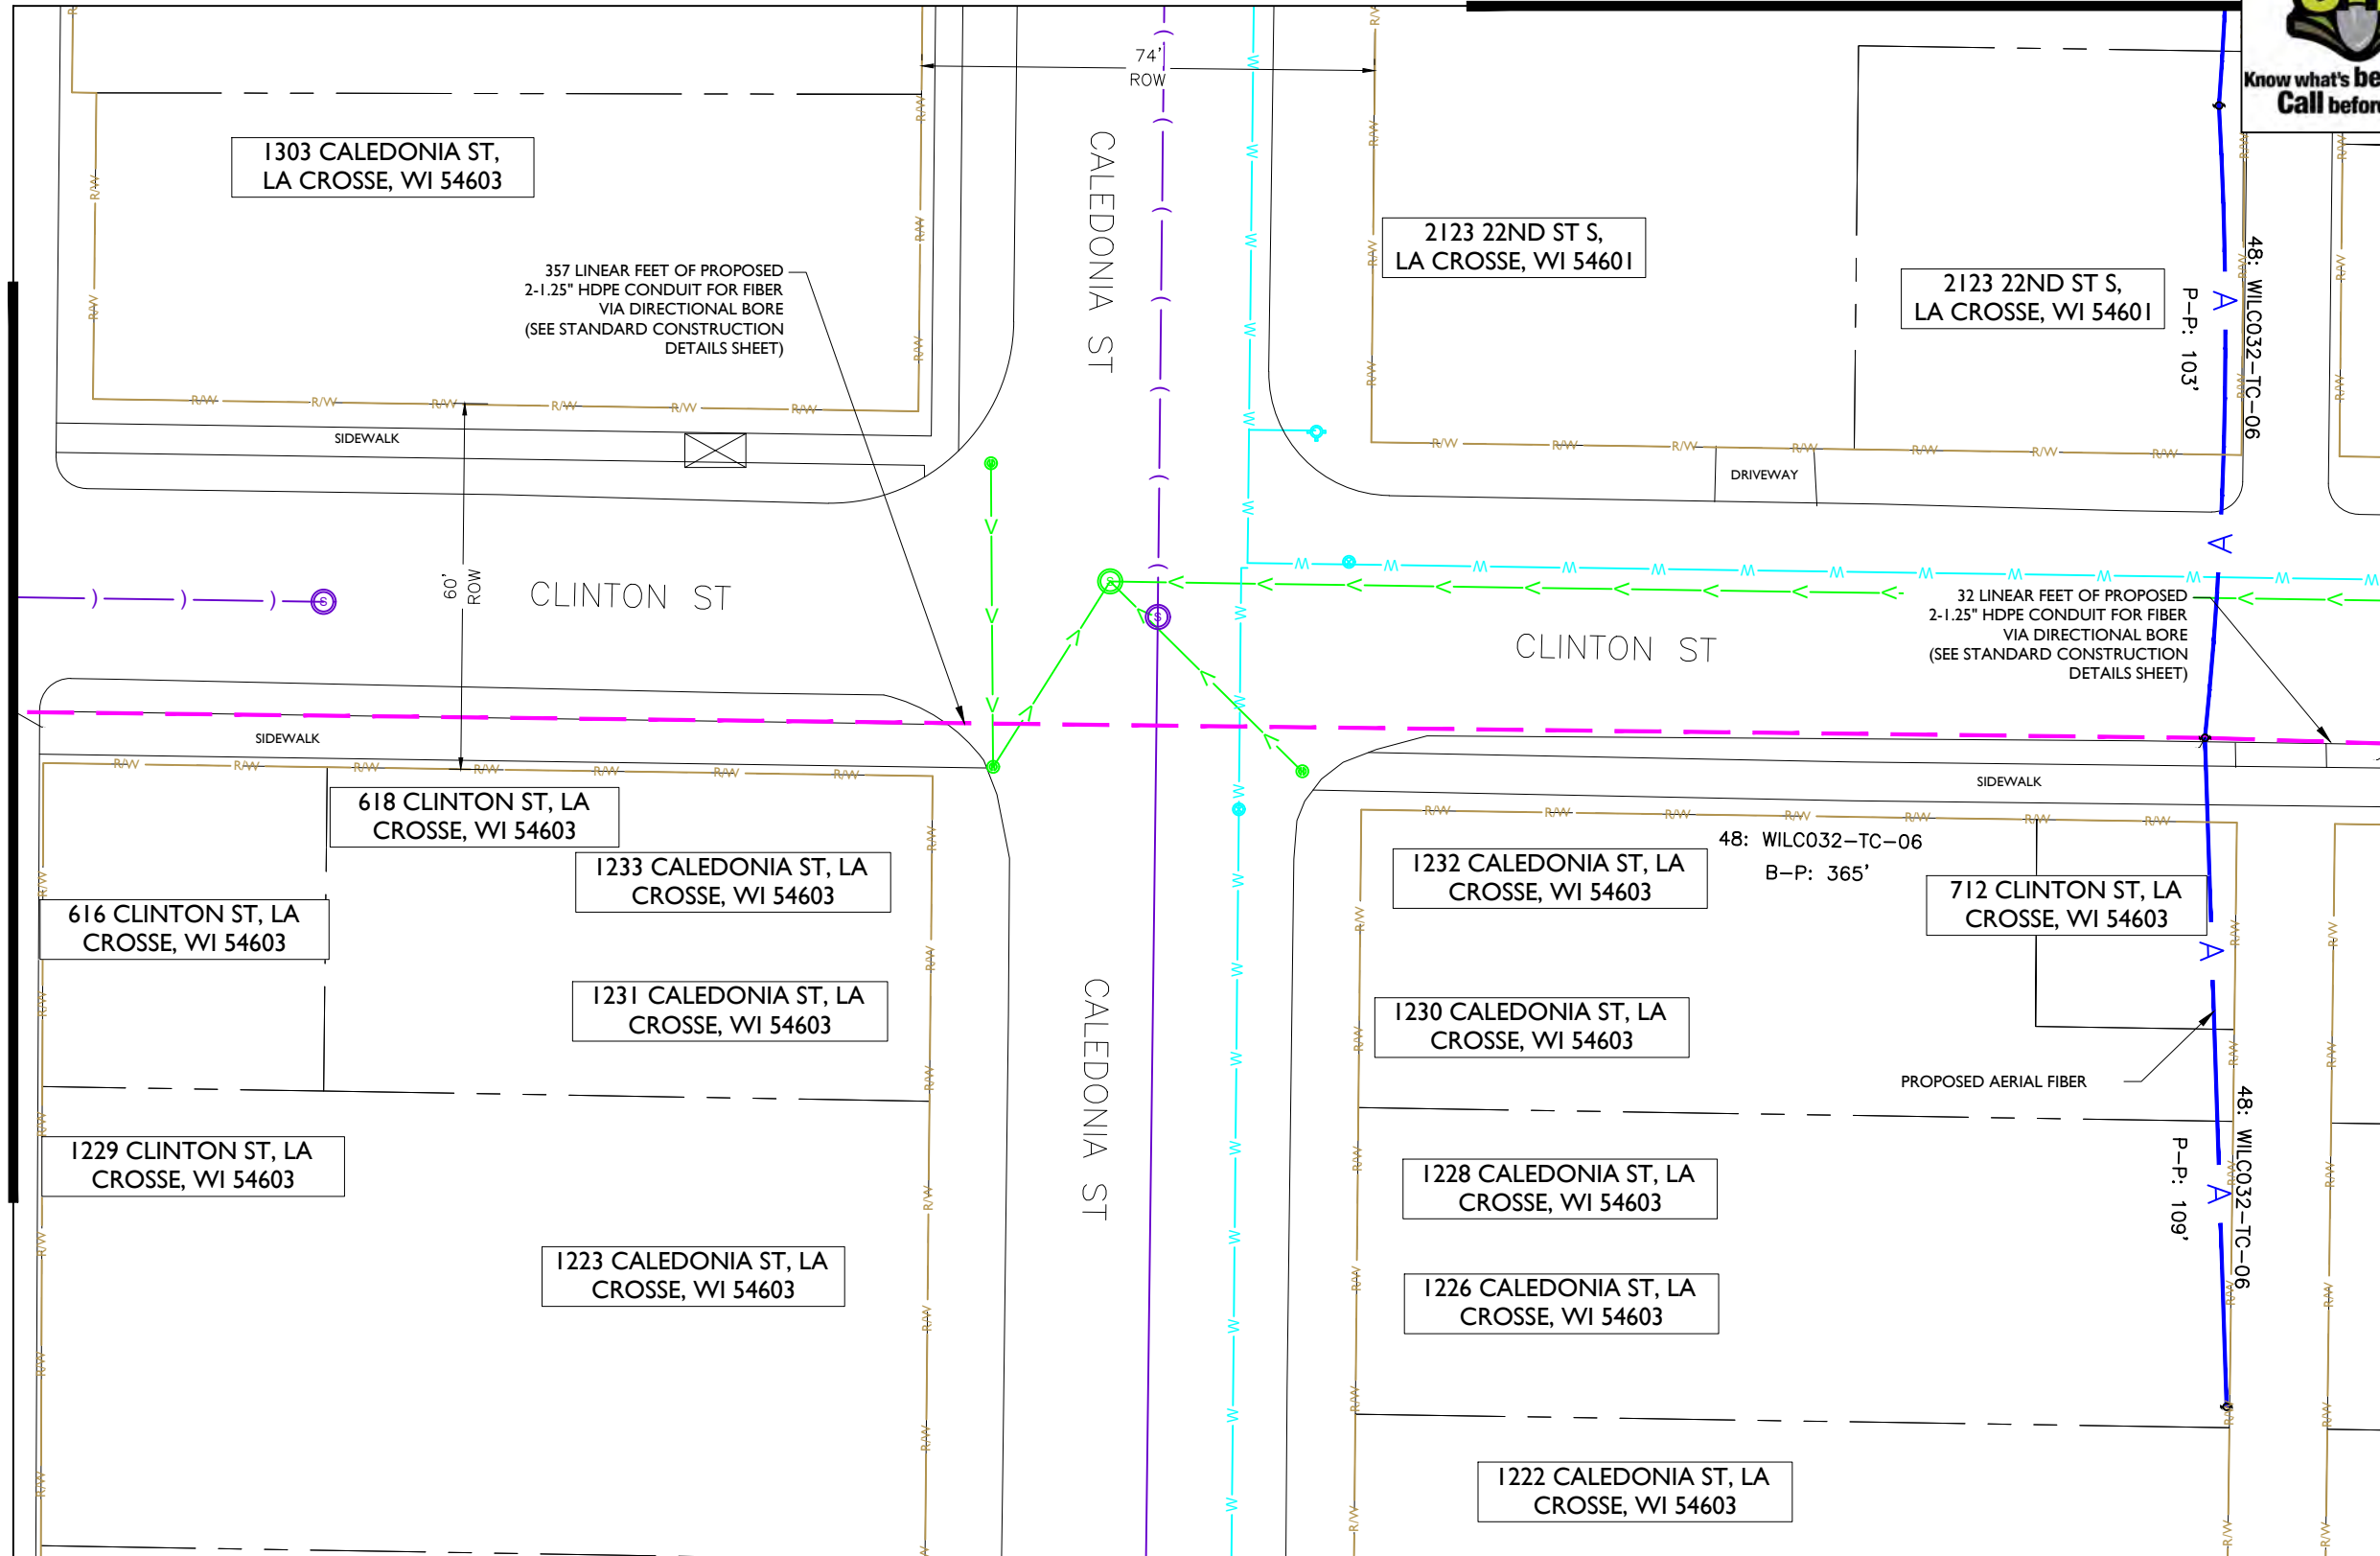 Know what's
Call
74'
ROW
1303 CALEDONIA ST,
LA CROSSE, WI 54603
CALEDONIA ST
2123 22ND ST S,
LA CROSSE, WI 54601
2123 22ND ST S,
LA CROSSE, WI 54601
48: WILC032-TC-06
P-P: 103'
357 LINEAR FEET OF PROPOSED
2-1.25" HDPE CONDUIT FOR FIBER
VIA DIRECTIONAL BORE
(SEE STANDARD CONSTRUCTION
DETAILS SHEET)
SIDEWALK
DRIVEWAY
60'
ROW
CLINTON ST
CLINTON ST
32 LINEAR FEET OF PROPOSED
2-1.25" HDPE CONDUIT FOR FIBER
VIA DIRECTIONAL BORE
(SEE STANDARD CONSTRUCTION
DETAILS SHEET)
SIDEWALK
SIDEWALK
618 CLINTON ST, LA
CROSSE, WI 54603
1233 CALEDONIA ST, LA
CROSSE, WI 54603
616 CLINTON ST, LA
CROSSE, WI 54603
1231 CALEDONIA ST, LA
CROSSE, WI 54603
1229 CLINTON ST, LA
CROSSE, WI 54603
1223 CALEDONIA ST, LA
CROSSE, WI 54603
CALEDONIA ST
48: WILC032-TC-06
B-P: 365'
1232 CALEDONIA ST, LA
CROSSE, WI 54603
712 CLINTON ST, LA
CROSSE, WI 54603
1230 CALEDONIA ST, LA
CROSSE, WI 54603
PROPOSED AERIAL FIBER
48: WILC032-TC-06
P-P: 109'
1228 CALEDONIA ST, LA
CROSSE, WI 54603
1226 CALEDONIA ST, LA
CROSSE, WI 54603
1222 CALEDONIA ST, LA
CROSSE, WI 54603